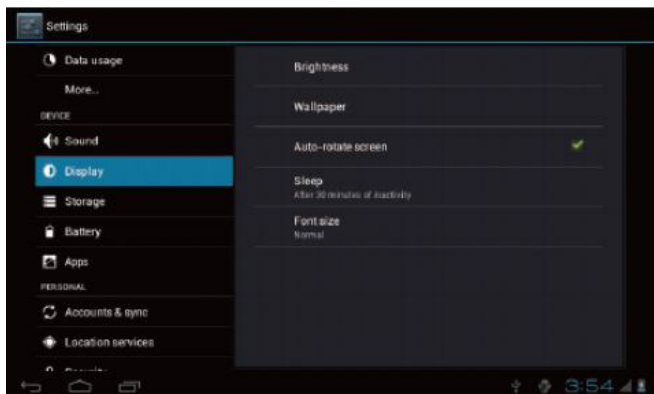 Settings
Data usage
More..
DEVICE
Sound
Display
Storage
Battery
Apps
PERSONAL
Accounts & sync
Location services
Security
Brightness
Wallpaper
Auto-rotate screen
Sleep
After 30 minutes of inactivity
Font size
Normal
3:54